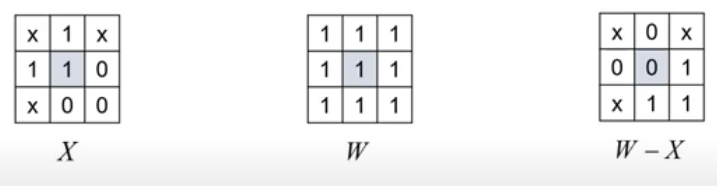 x 1 x 1 1 1 x 0 x
1 1 0 1 1 1 0 0 1
x 0 0 1 1 1 x 1 1
X W W – X